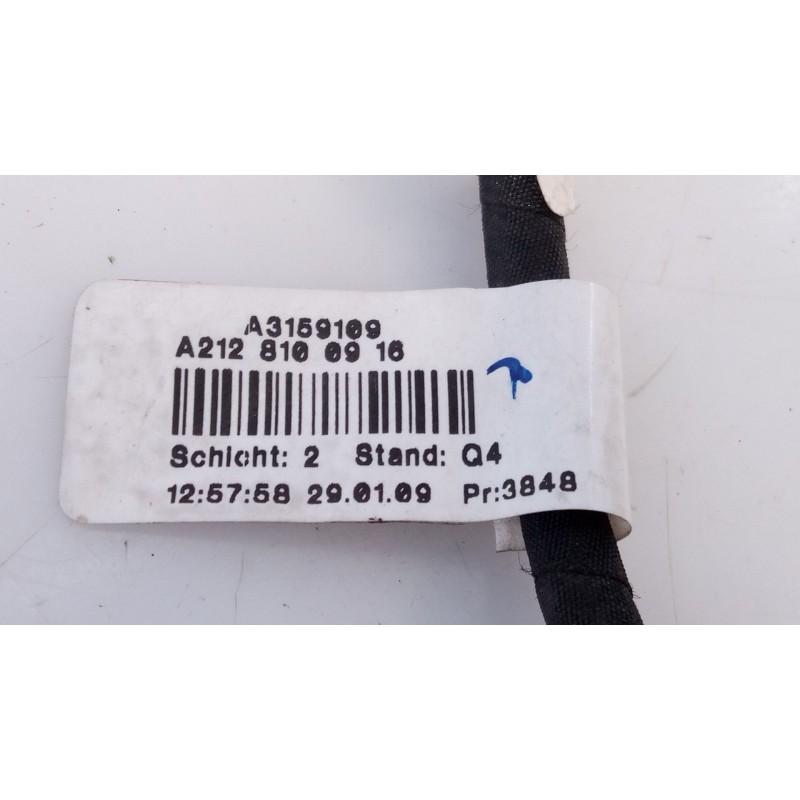 A3159109
A212 810 09 16
Schicht: 2 Stand: Q4
12:57:58 29.01.09 Pr:3848